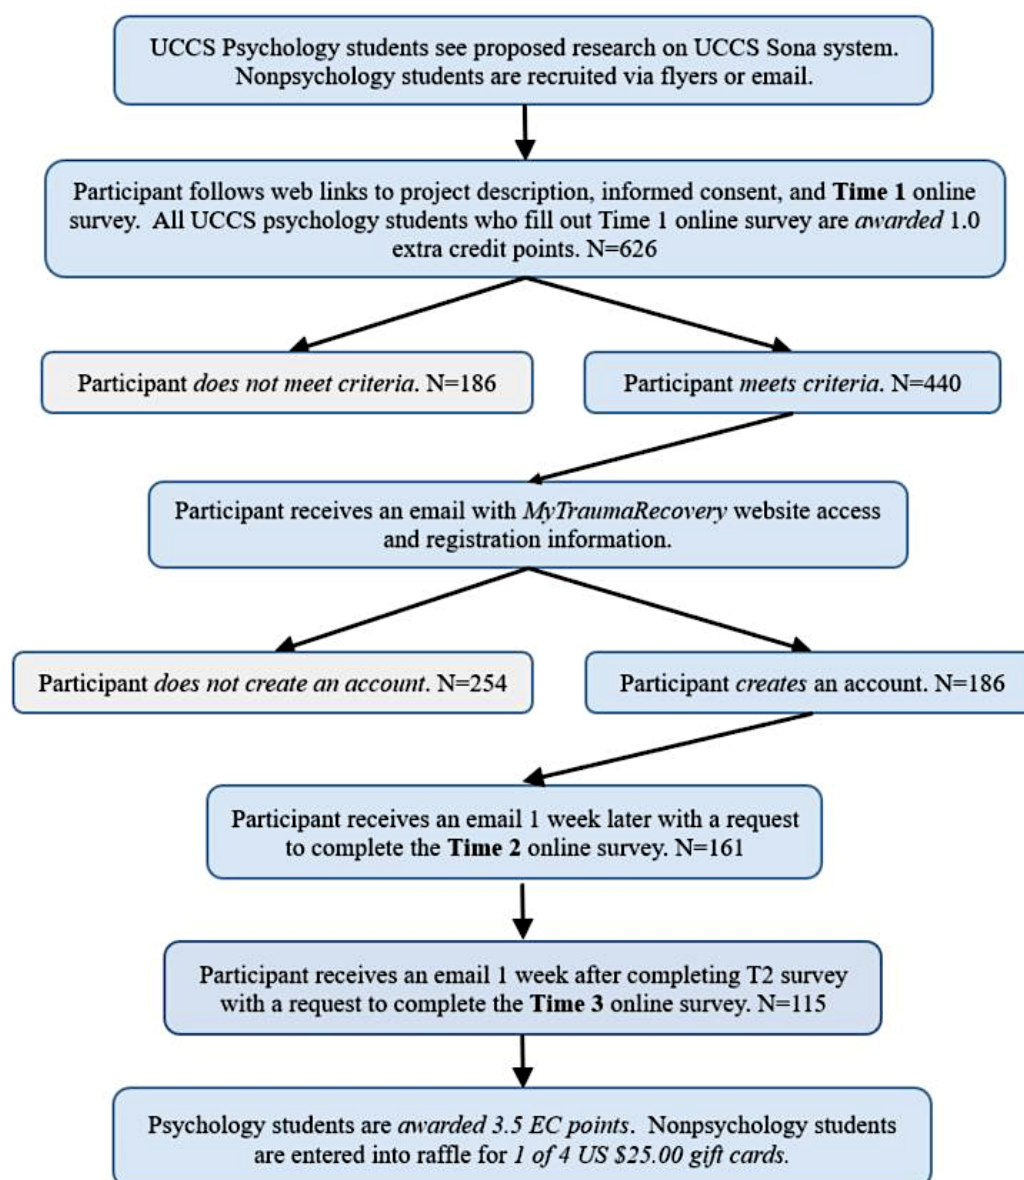 UCCS Psychology students see proposed research on UCCS Sona system.
Nonpsychology students are recruited via flyers or email.
Participant follows web links to project description, informed consent, and Time 1 online
survey.  All UCCS psychology students who fill out Time 1 online survey are awarded 1.0
extra credit points. N=626
Participant does not meet criteria. N=186
Participant meets criteria. N=440
Participant receives an email with MyTraumaRecovery website access
and registration information.
Participant does not create an account. N=254
Participant creates an account. N=186
Participant receives an email 1 week later with a request
to complete the Time 2 online survey. N=161
Participant receives an email 1 week after completing T2 survey
with a request to complete the Time 3 online survey. N=115
Psychology students are awarded 3.5 EC points.  Nonpsychology students
are entered into raffle for 1 of 4 US $25.00 gift cards.